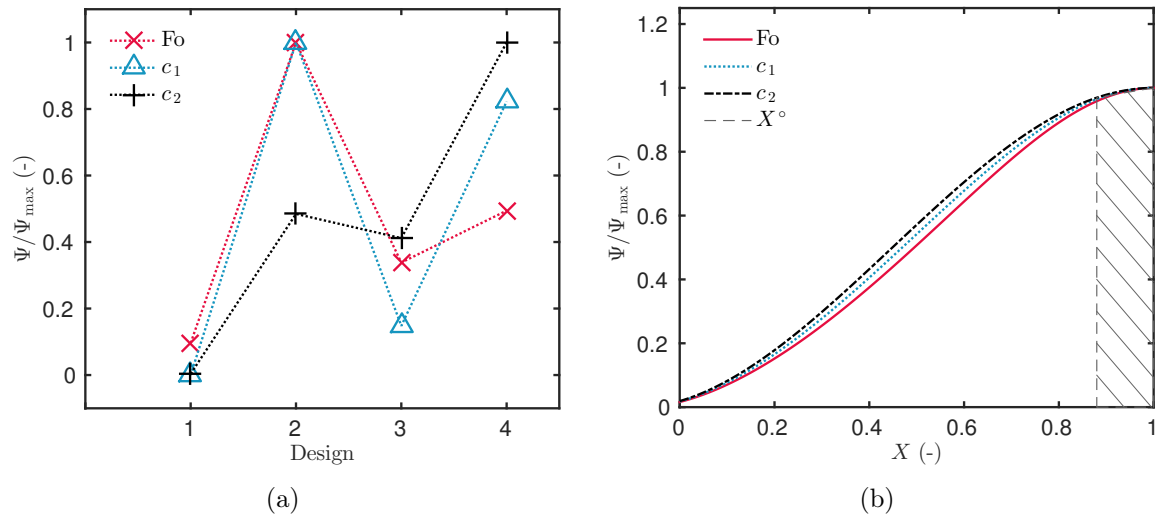 Ψ/Ψmax (-)
1
0.8
0.6
0.4
0.2
0
Fo
c1
c2
1 2 3 4
Design
(a)
Ψ/Ψmax (-)
1.2
1
0.8
0.6
0.4
0.2
0
Fo
c1
c2
X°
0 0.2 0.4 0.6 0.8 1
X (-)
(b)